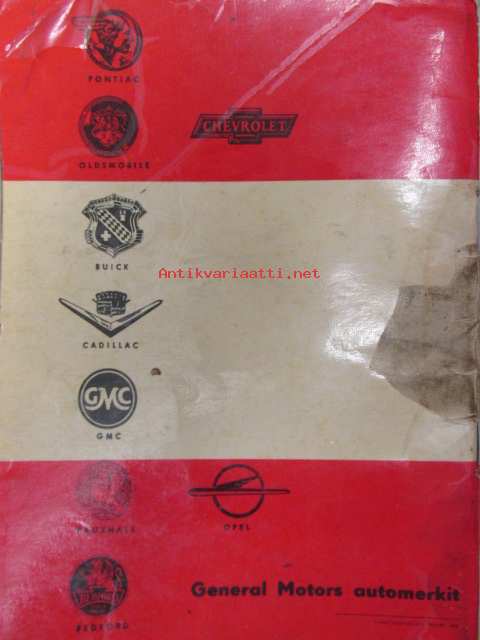 PONTIAC
CHEVROLET
OLDSMOBILE
BUICK
Antikvariaatti.net
CADILLAC
GMC
GMC
VAUXHALL
OPEL
BEDFORD
General Motors automerkit